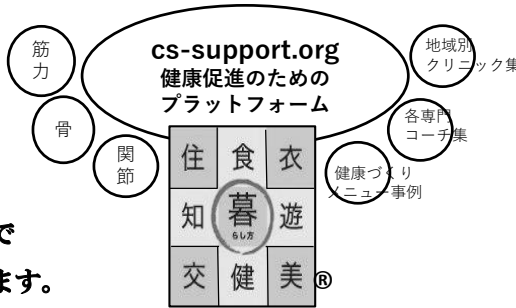 cs-support.org
健康促進のための
プラットフォーム
筋
力
骨
関
節
地域別
クリニック集
各専門
コーチ集
健康づくり
メニュー事例
住 食 衣
知 暮 遊
らし方
交 健 美 ®
で
ます。